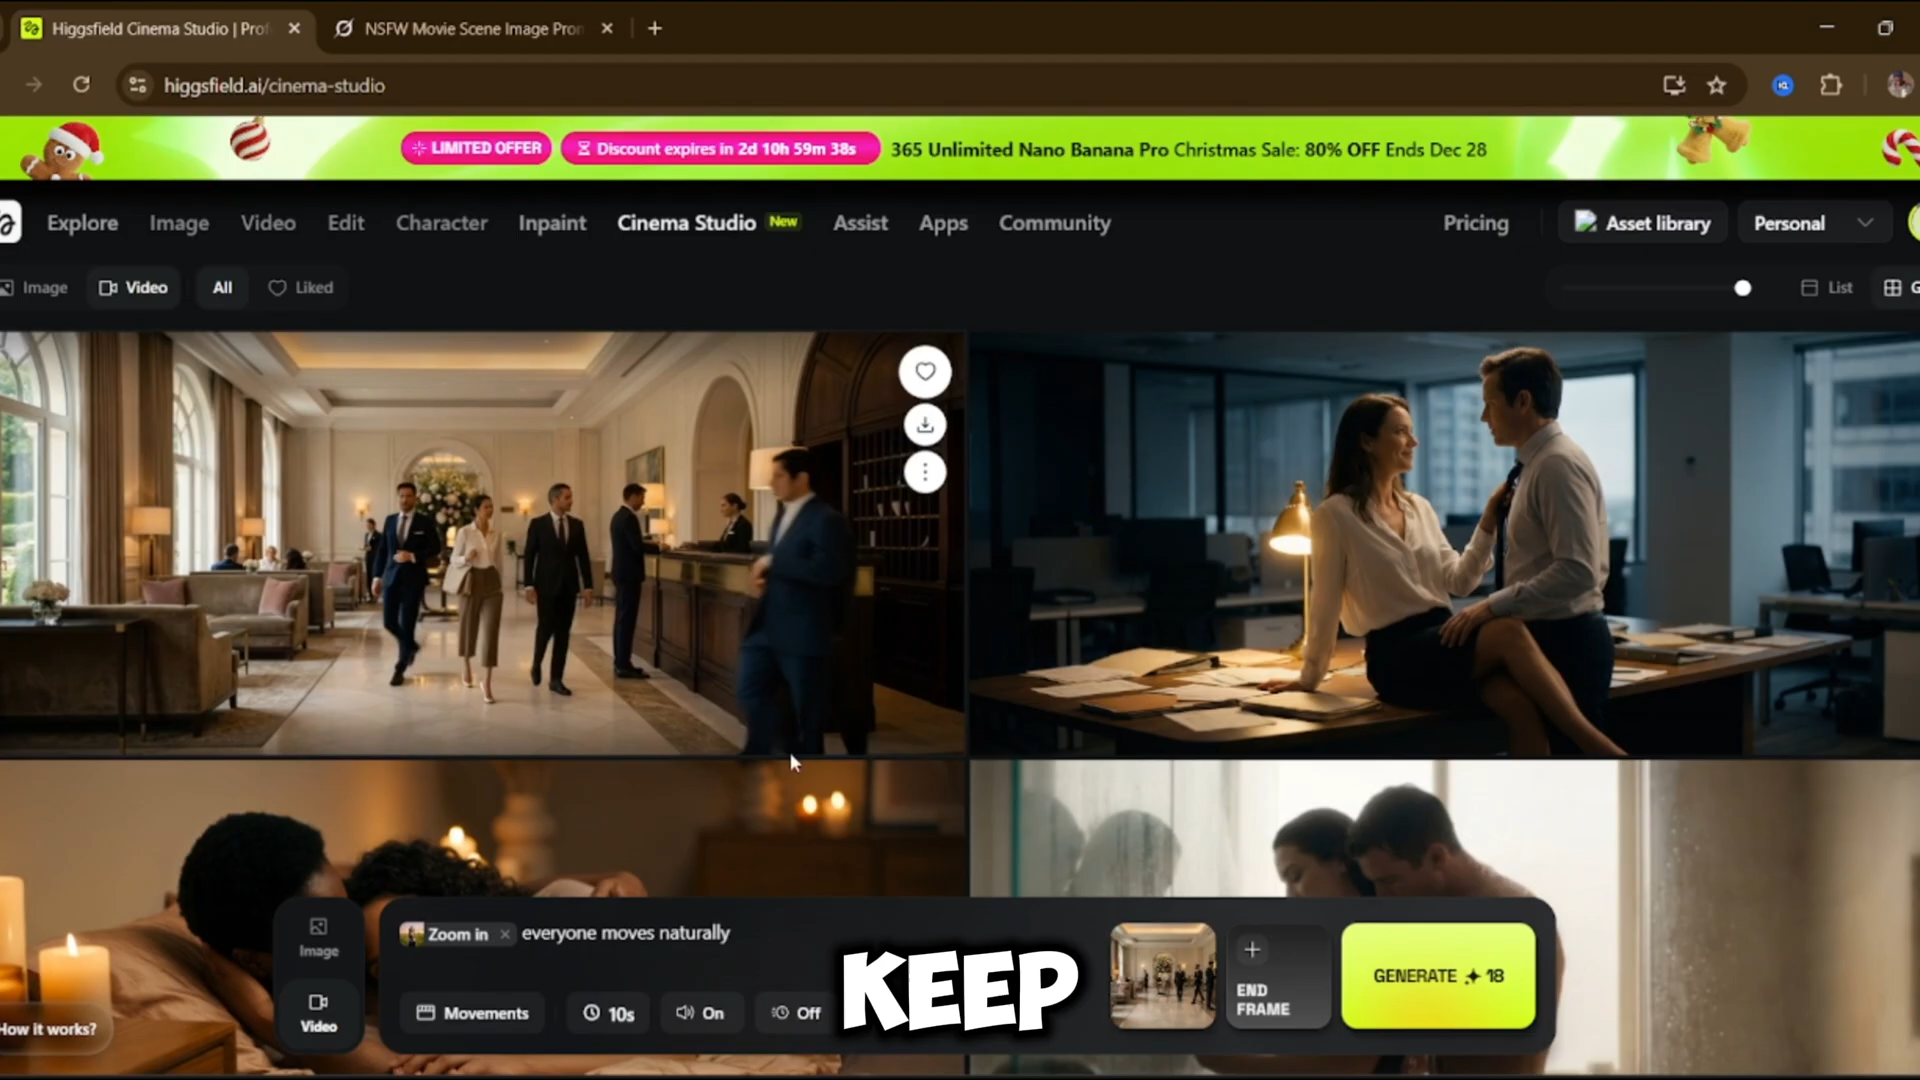 Higgsfield Cinema Studio | Prof
NSFW Movie Scene Image Pron
higgsfield.ai/cinema-studio
LIMITED OFFER
Discount expires in 2d 10h 59m 38s
365 Unlimited Nano Banana Pro Christmas Sale: 80% OFF Ends Dec 28
Explore Image Video Edit Character Inpaint Cinema Studio New Assist Apps Community Pricing Asset library Personal
Image Video All Liked List G
Zoom in × everyone moves naturally
Image
Video
Movements 10s On Off
KEEP
END
FRAME
GENERATE 18
How it works?